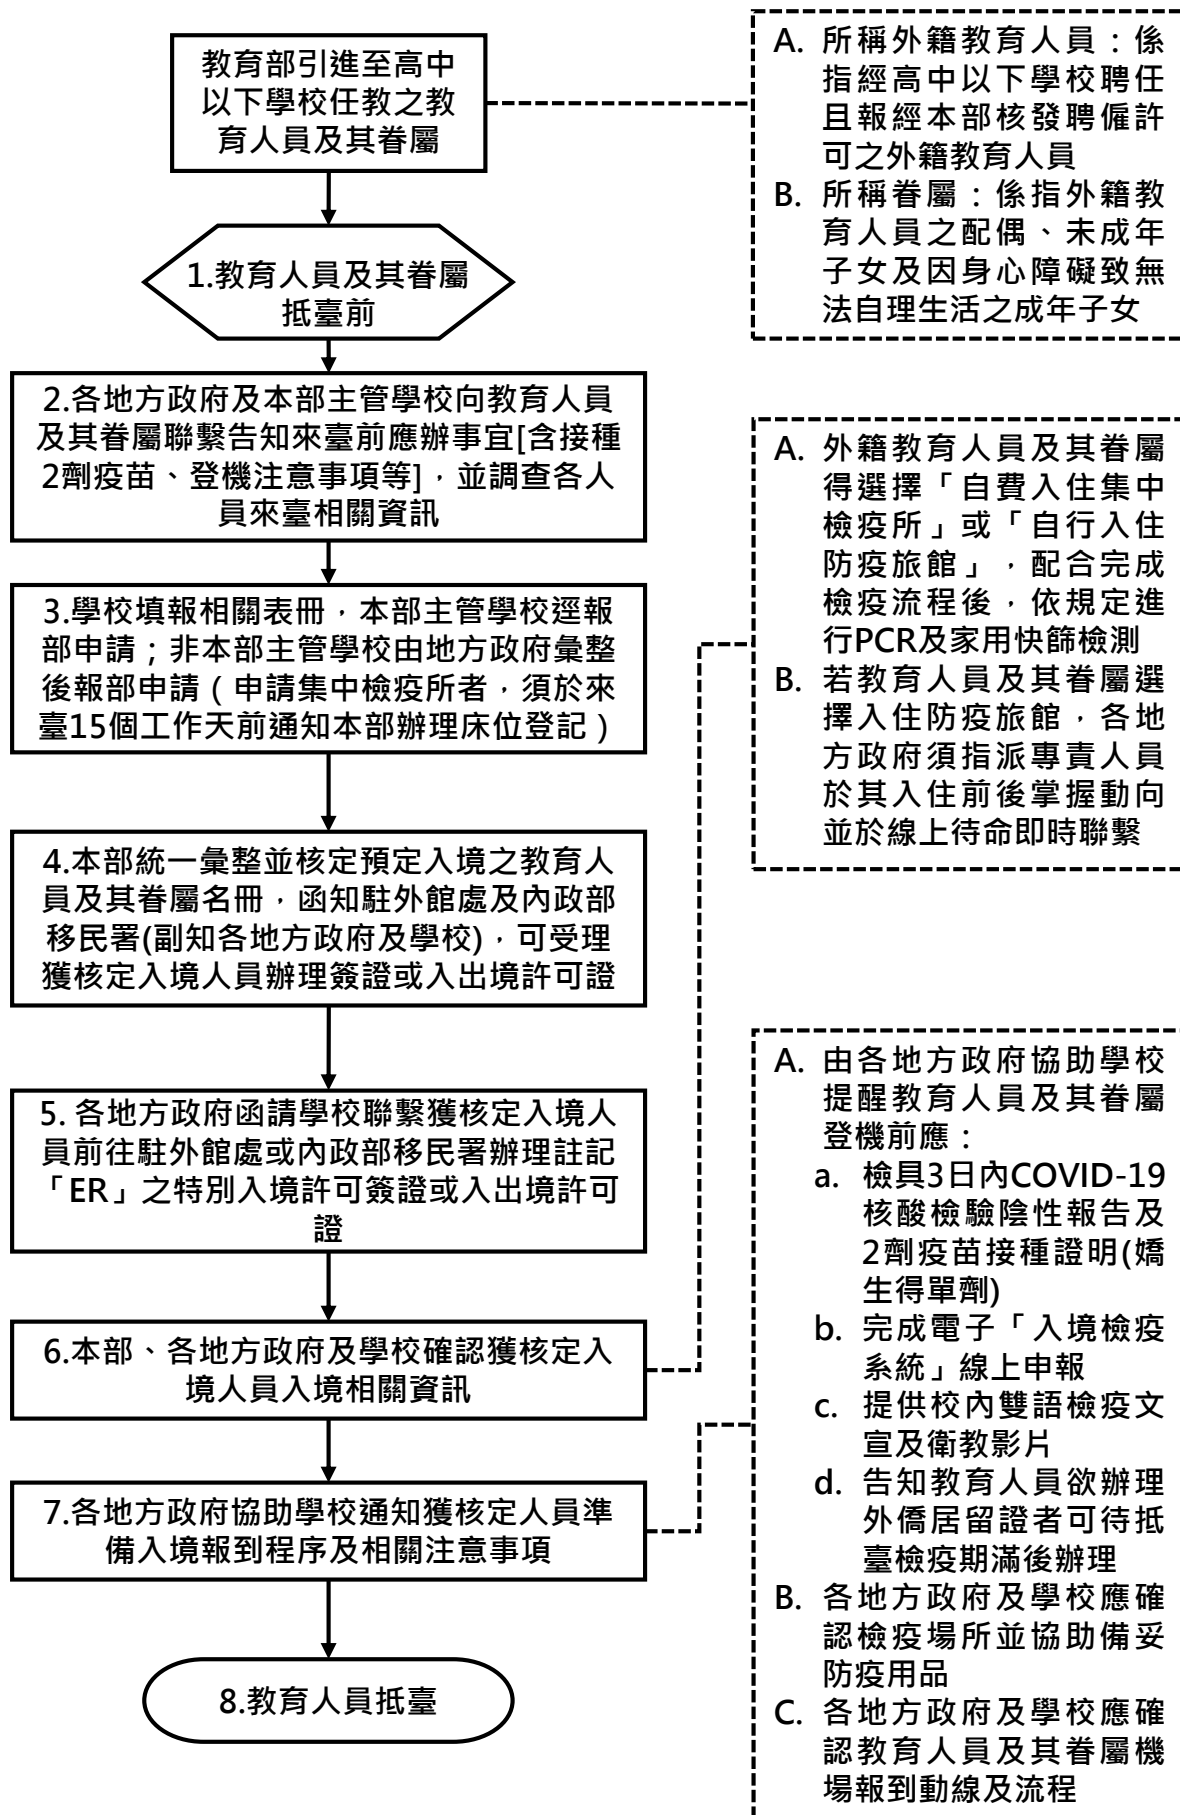 教育部引進至高中
以下學校任教之教
育人員及其眷屬
A. 所稱外籍教育人員：係
指經高中以下學校聘任
且報經本部核發聘僱許
可之外籍教育人員
B. 所稱眷屬：係指外籍教
育人員之配偶、未成年
子女及因身心障礙致無
法自理生活之成年子女
1.教育人員及其眷屬
抵臺前
2.各地方政府及本部主管學校向教育人員
及其眷屬聯繫告知來臺前應辦事宜[含接種
2劑疫苗、登機注意事項等]，並調查各人
員來臺相關資訊
3.學校填報相關表冊，本部主管學校逕報
部申請；非本部主管學校由地方政府彙整
後報部申請（申請集中檢疫所者，須於來
臺15個工作天前通知本部辦理床位登記）
4.本部統一彙整並核定預定入境之教育人
員及其眷屬名冊，函知駐外館處及內政部
移民署(副知各地方政府及學校)，可受理
獲核定入境人員辦理簽證或入出境許可證
5. 各地方政府函請學校聯繫獲核定入境人
員前往駐外館處或內政部移民署辦理註記
「ER」之特別入境許可簽證或入出境許可
證
6.本部、各地方政府及學校確認獲核定入
境人員入境相關資訊
A. 外籍教育人員及其眷屬
得選擇「自費入住集中
檢疫所」或「自行入住
防疫旅館」，配合完成
檢疫流程後，依規定進
行PCR及家用快篩檢測
B. 若教育人員及其眷屬選
擇入住防疫旅館，各地
方政府須指派專責人員
於其入住前後掌握動向
並於線上待命即時聯繫
7.各地方政府協助學校通知獲核定人員準
備入境報到程序及相關注意事項
A. 由各地方政府協助學校
提醒教育人員及其眷屬
登機前應：
a. 檢具3日內COVID-19
核酸檢驗陰性報告及
2劑疫苗接種證明(嬌
生得單劑)
b. 完成電子「入境檢疫
系統」線上申報
c. 提供校內雙語檢疫文
宣及衛教影片
d. 告知教育人員欲辦理
外僑居留證者可待抵
臺檢疫期滿後辦理
B. 各地方政府及學校應確
認檢疫場所並協助備妥
防疫用品
C. 各地方政府及學校應確
認教育人員及其眷屬機
場報到動線及流程
8.教育人員抵臺